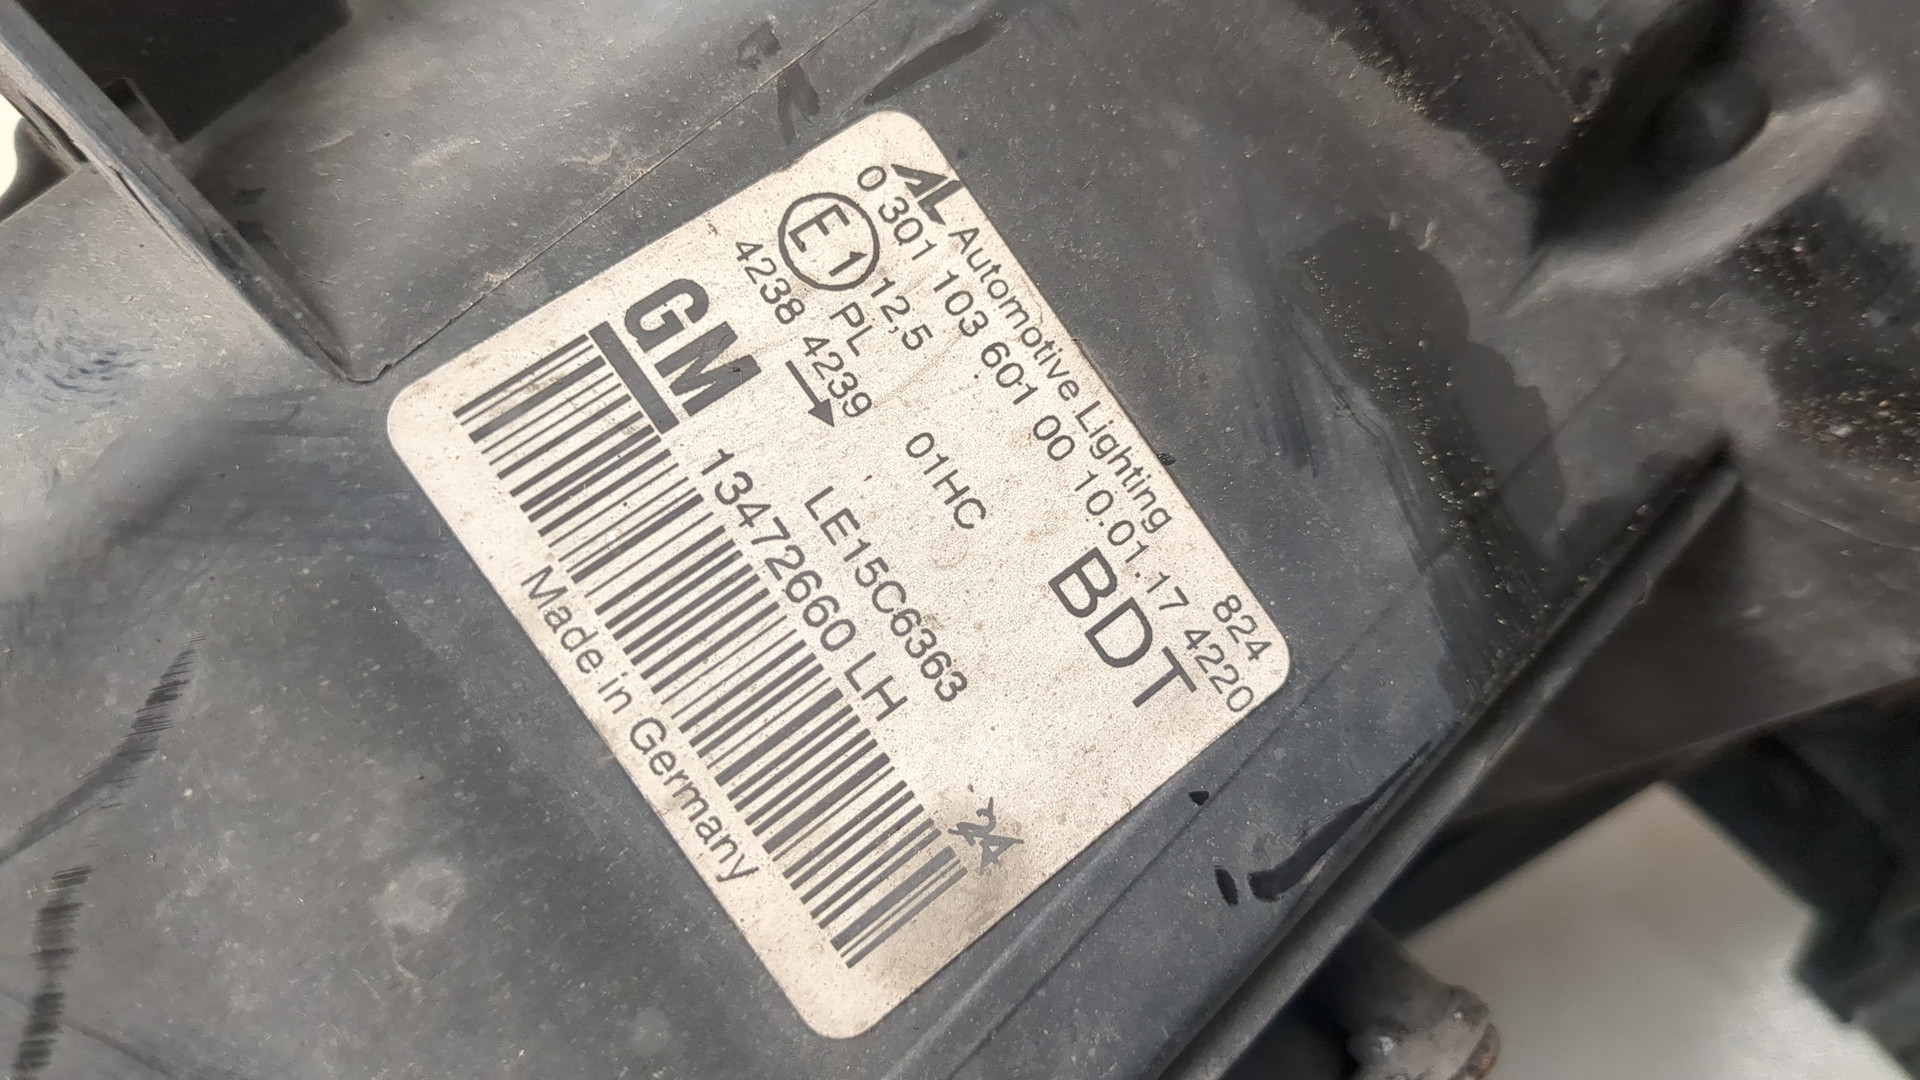 AL Automotive Lighting 824
0 301 103 601 00 10.01.17 4220
E1 12,5 01HC BDT
PL
4238 4239 LE15C6363
GM 13472660 LH 24
Made in Germany